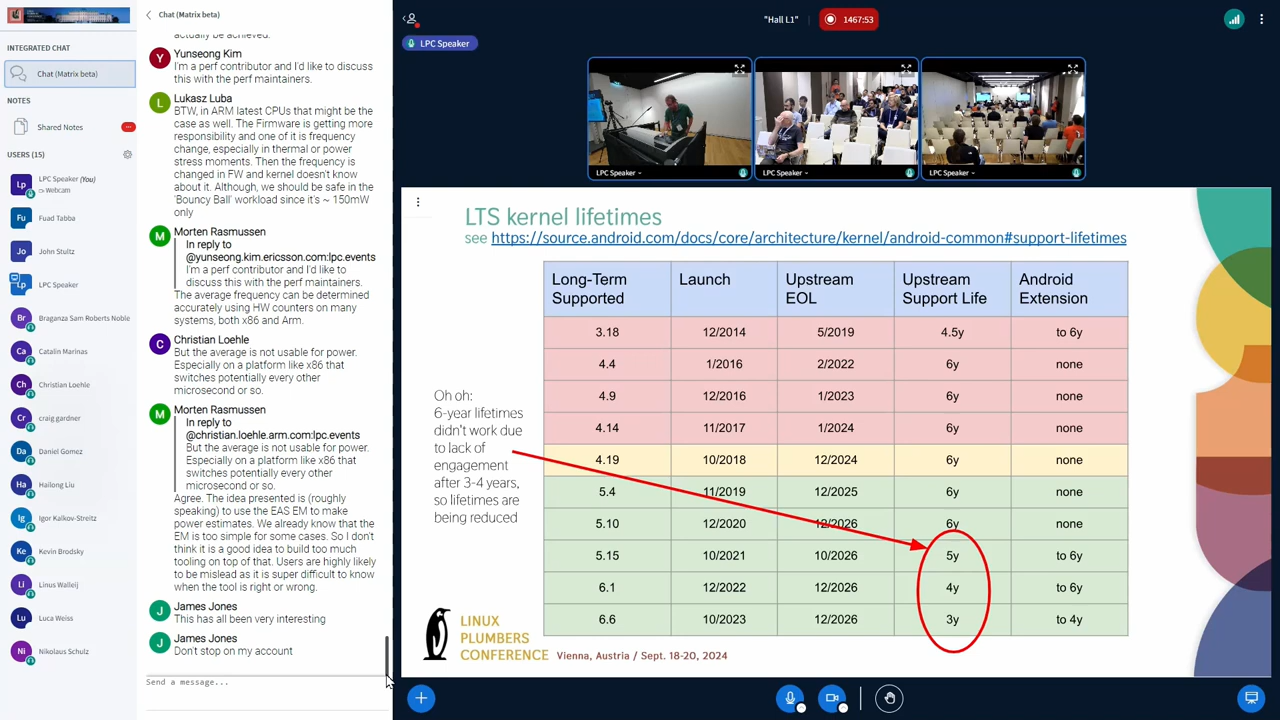 INTEGRATED CHAT
Chat (Matrix beta)
NOTES
Shared Notes
USERS (15)
Lp
LPC Speaker (You)
Webcam
Fu
Fuad Tabba
Jo
John Stultz
Lp
LPC Speaker
Br
Braganza Sam Roberts Noble
Ca
Catalin Marinas
Ch
Christian Loehle
Cr
craig gardner
Da
Daniel Gomez
Ha
Hailong Liu
Ig
Igor Kalkov-Streitz
Ke
Kevin Brodsky
Li
Linus Walleij
Lu
Luca Weiss
Ni
Nikolaus Schulz
Chat (Matrix beta)
actually be achieved.
Y
Yunseong Kim
I'm a perf contributor and I'd like to discuss
this with the perf maintainers.
L
Lukasz Luba
BTW, in ARM latest CPUs that might be the
case as well. The Firmware is getting more
responsibility and one of it is frequency
change, especially in thermal or power
stress moments. Then the frequency is
changed in FW and kernel doesn't know
about it. Although, we should be safe in the
'Bouncy Ball' workload since it's ~ 150mW
only
M
Morten Rasmussen
In reply to
@yunseong.kim.ericsson.com:lpc.events
I'm a perf contributor and I'd like to
discuss this with the perf maintainers.
The average frequency can be determined
accurately using HW counters on many
systems, both x86 and Arm.
C
Christian Loehle
But the average is not usable for power.
Especially on a platform like x86 that
switches potentially every other
microsecond or so.
M
Morten Rasmussen
In reply to
@christian.loehle.arm.com:lpc.events
But the average is not usable for power.
Especially on a platform like x86 that
switches potentially every other
microsecond or so.
Agree. The idea presented is (roughly
speaking) to use the EAS EM to make
power estimates. We already know that the
EM is too simple for some cases. So I don't
think it is a good idea to build too much
tooling on top of that. Users are highly likely
to be mislead as it is super difficult to know
when the tool is right or wrong.
J
James Jones
This has all been very interesting
J
James Jones
Don't stop on my account
Send a message...
"Hall L1"
1467:53
LPC Speaker
LPC Speaker
LPC Speaker
LPC Speaker
LTS kernel lifetimes
see https://source.android.com/docs/core/architecture/kernel/android-common#support-lifetimes
Long-Term Supported Launch Upstream EOL Upstream Support Life Android Extension
3.18 12/2014 5/2019 4.5y to 6y
4.4 1/2016 2/2022 6y none
4.9 12/2016 1/2023 6y none
4.14 11/2017 1/2024 6y none
4.19 10/2018 12/2024 6y none
5.4 11/2019 12/2025 6y none
5.10 12/2020 12/2026 6y none
5.15 10/2021 10/2026 5y to 6y
6.1 12/2022 12/2026 4y to 6y
6.6 10/2023 12/2026 3y to 4y
Oh oh:
6-year lifetimes
didn't work due
to lack of
engagement
after 3-4 years,
so lifetimes are
being reduced
LINUX
PLUMBERS
CONFERENCE
Vienna, Austria / Sept. 18-20, 2024